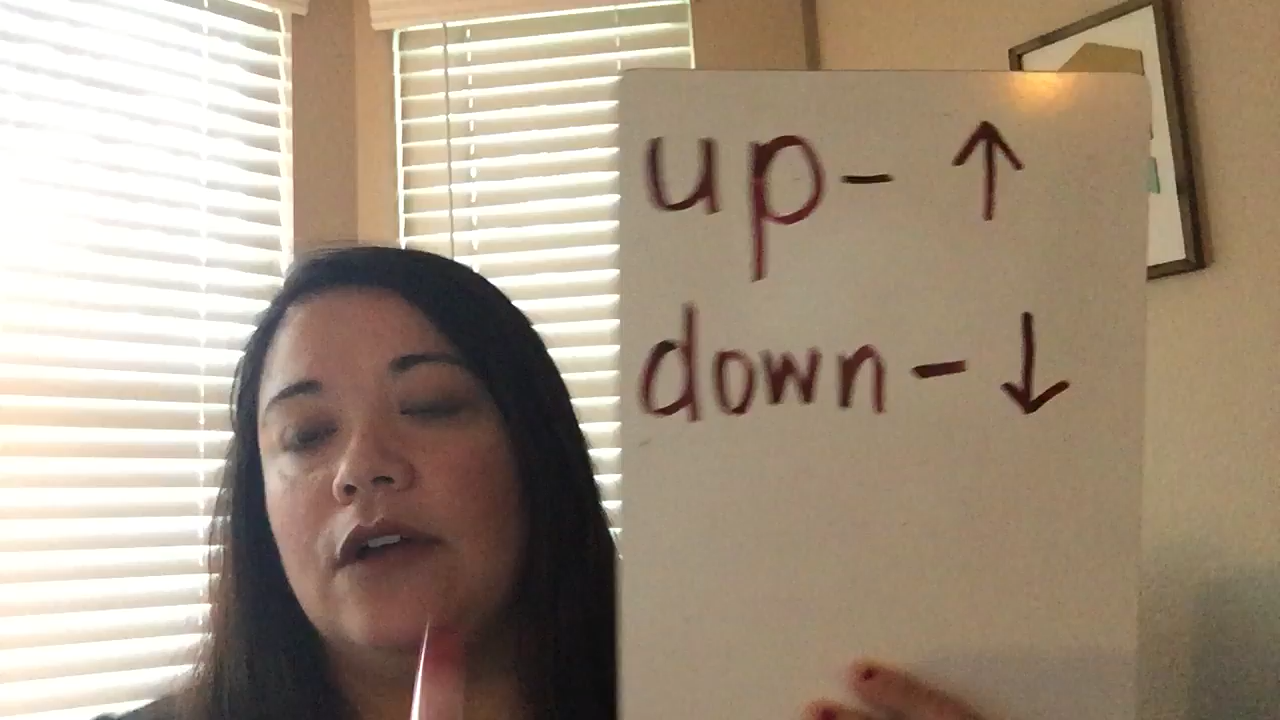 up- ↑
down- ↓